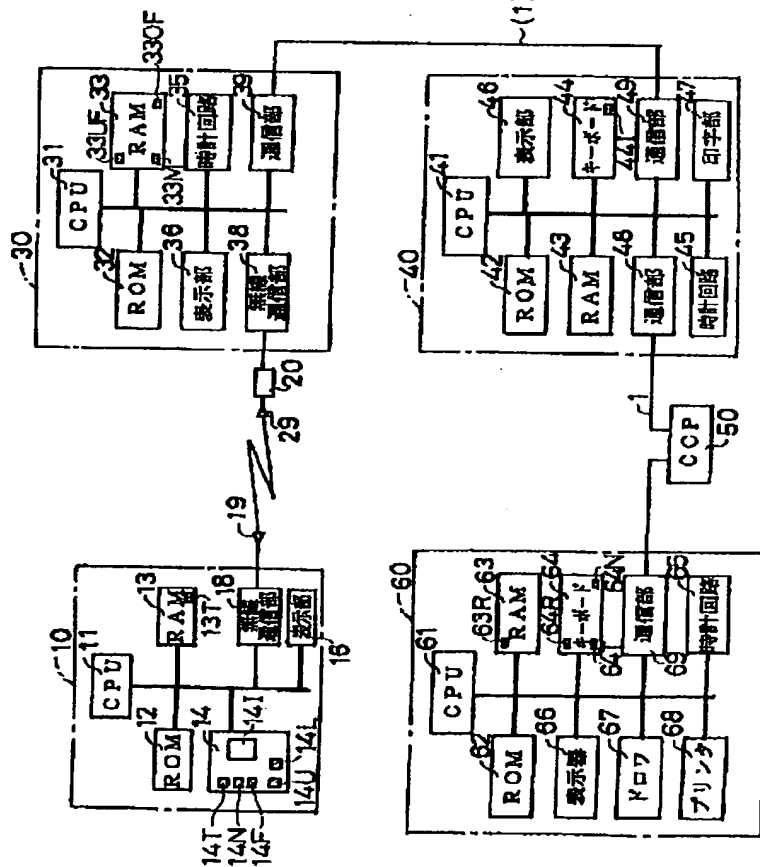 10
11
CPU
12
ROM
13
RAM
13T
14
14I
14T
14N
14F
14U
14L
18
無線
通信部
表示部
16
19
20
29
30
31
CPU
32
ROM
33UF
33
RAM
330F
33M
36
表示部
35
時計回路
38
無線
通信部
39
通信部
40
41
CPU
42
ROM
46
表示部
43
RAM
44
キーボード
44I
48
通信部
49
通信部
45
時計回路
47
印字部
1
CCP
50
60
61
CPU
62
ROM
63R
63
RAM
66
表示器
64R
64
キーボード
64I
64N
67
ドロワ
通信部
69
68
プリンタ
65
時計回路